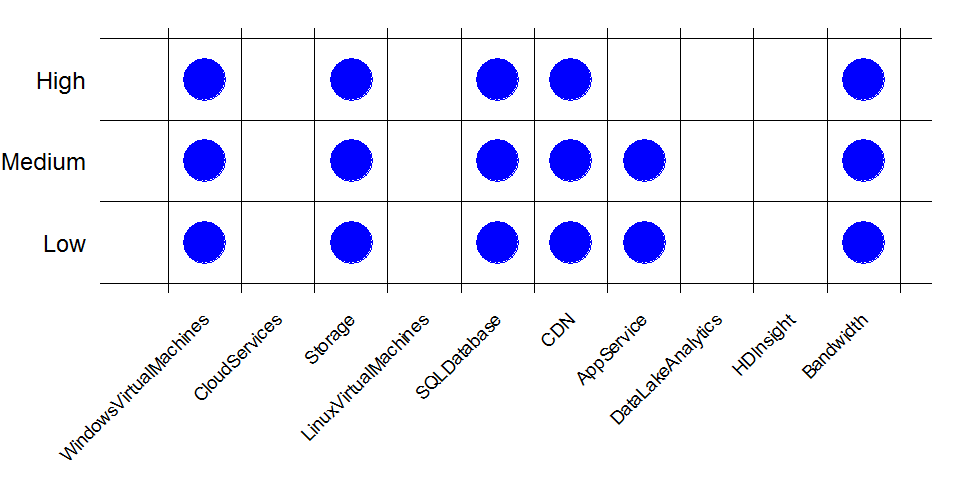 High
Medium
Low
WindowsVirtualMachines
CloudServices
Storage
LinuxVirtualMachines
SQLDatabase
CDN
AppService
DataLakeAnalytics
HDInsight
Bandwidth